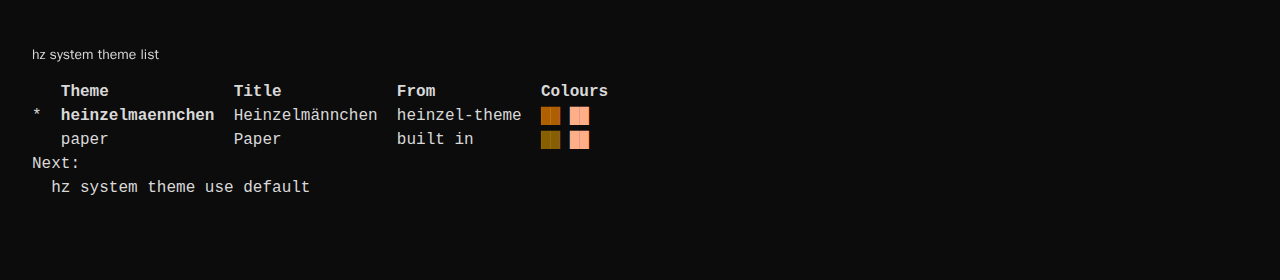 hz system theme list
Theme Title From Colours
* heinzelmaennchen Heinzelmännchen heinzel-theme
paper Paper built in
Next:
hz system theme use default